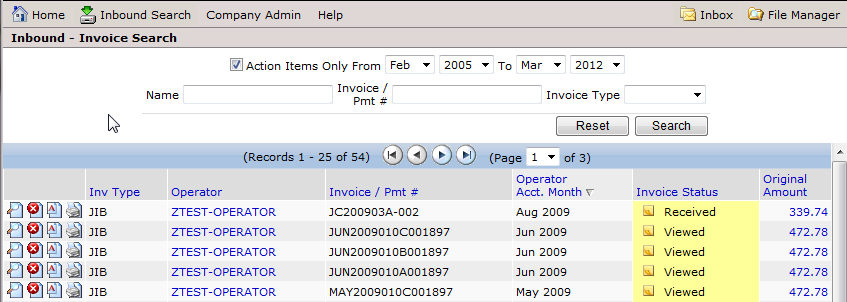 Home Inbound Search Company Admin Help Inbox File Manager
Inbound - Invoice Search
Action Items Only From Feb 2005 To Mar 2012
Name Invoice / Pmt # Invoice Type
Reset Search
(Records 1 - 25 of 54) (Page 1 of 3)
Inv Type Operator Invoice / Pmt # Operator Acct. Month Invoice Status Original Amount
JIB ZTEST-OPERATOR JC200903A-002 Aug 2009 Received 339.74
JIB ZTEST-OPERATOR JUN2009010C001897 Jun 2009 Viewed 472.78
JIB ZTEST-OPERATOR JUN2009010B001897 Jun 2009 Viewed 472.78
JIB ZTEST-OPERATOR JUN2009010A001897 Jun 2009 Viewed 472.78
JIB ZTEST-OPERATOR MAY2009010C001897 May 2009 Viewed 472.78